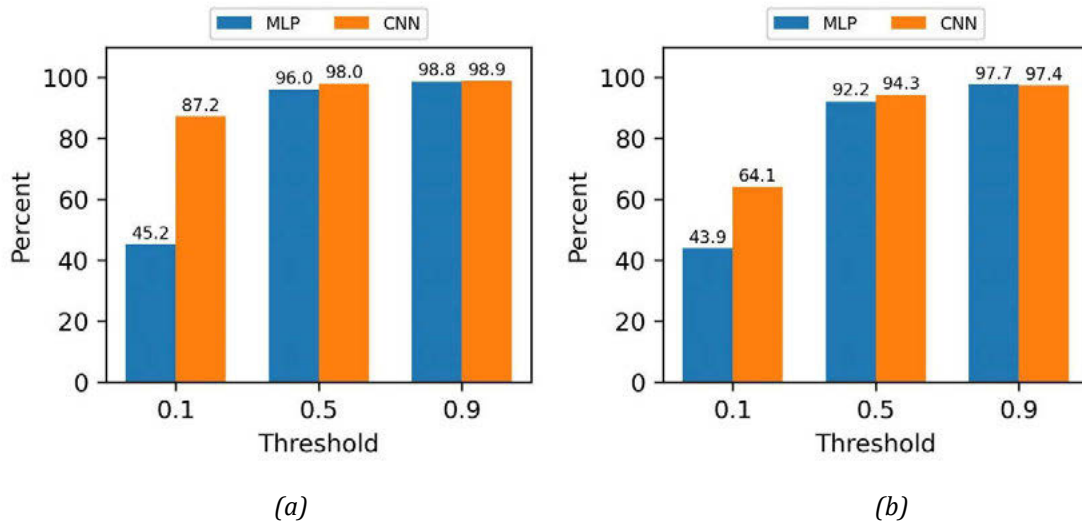 MLP CNN
100
80
60
40
20
0
Percent
45.2
87.2
96.0
98.0
98.8
98.9
0.1 0.5 0.9
Threshold
(a)
MLP CNN
100
80
60
40
20
0
Percent
43.9
64.1
92.2
94.3
97.7
97.4
0.1 0.5 0.9
Threshold
(b)